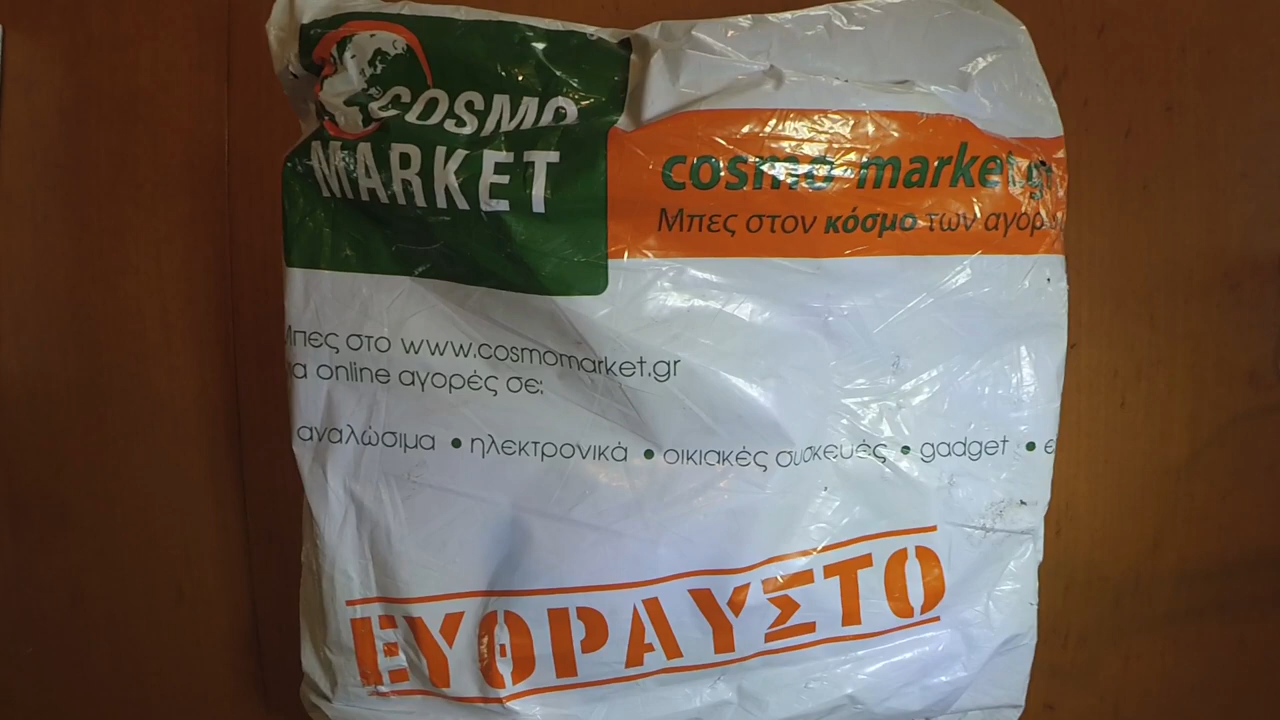 COSMO
MARKET
cosmo-market.gr
Μπες στον κόσμο των
Μπες στο www.cosmomarket.gr
online αγορές σε:
αναλώσιμα • ηλεκτρονικά • οικιακές συσκευές • gadget •
ΕΥΘΡΑΥΣΤΟ